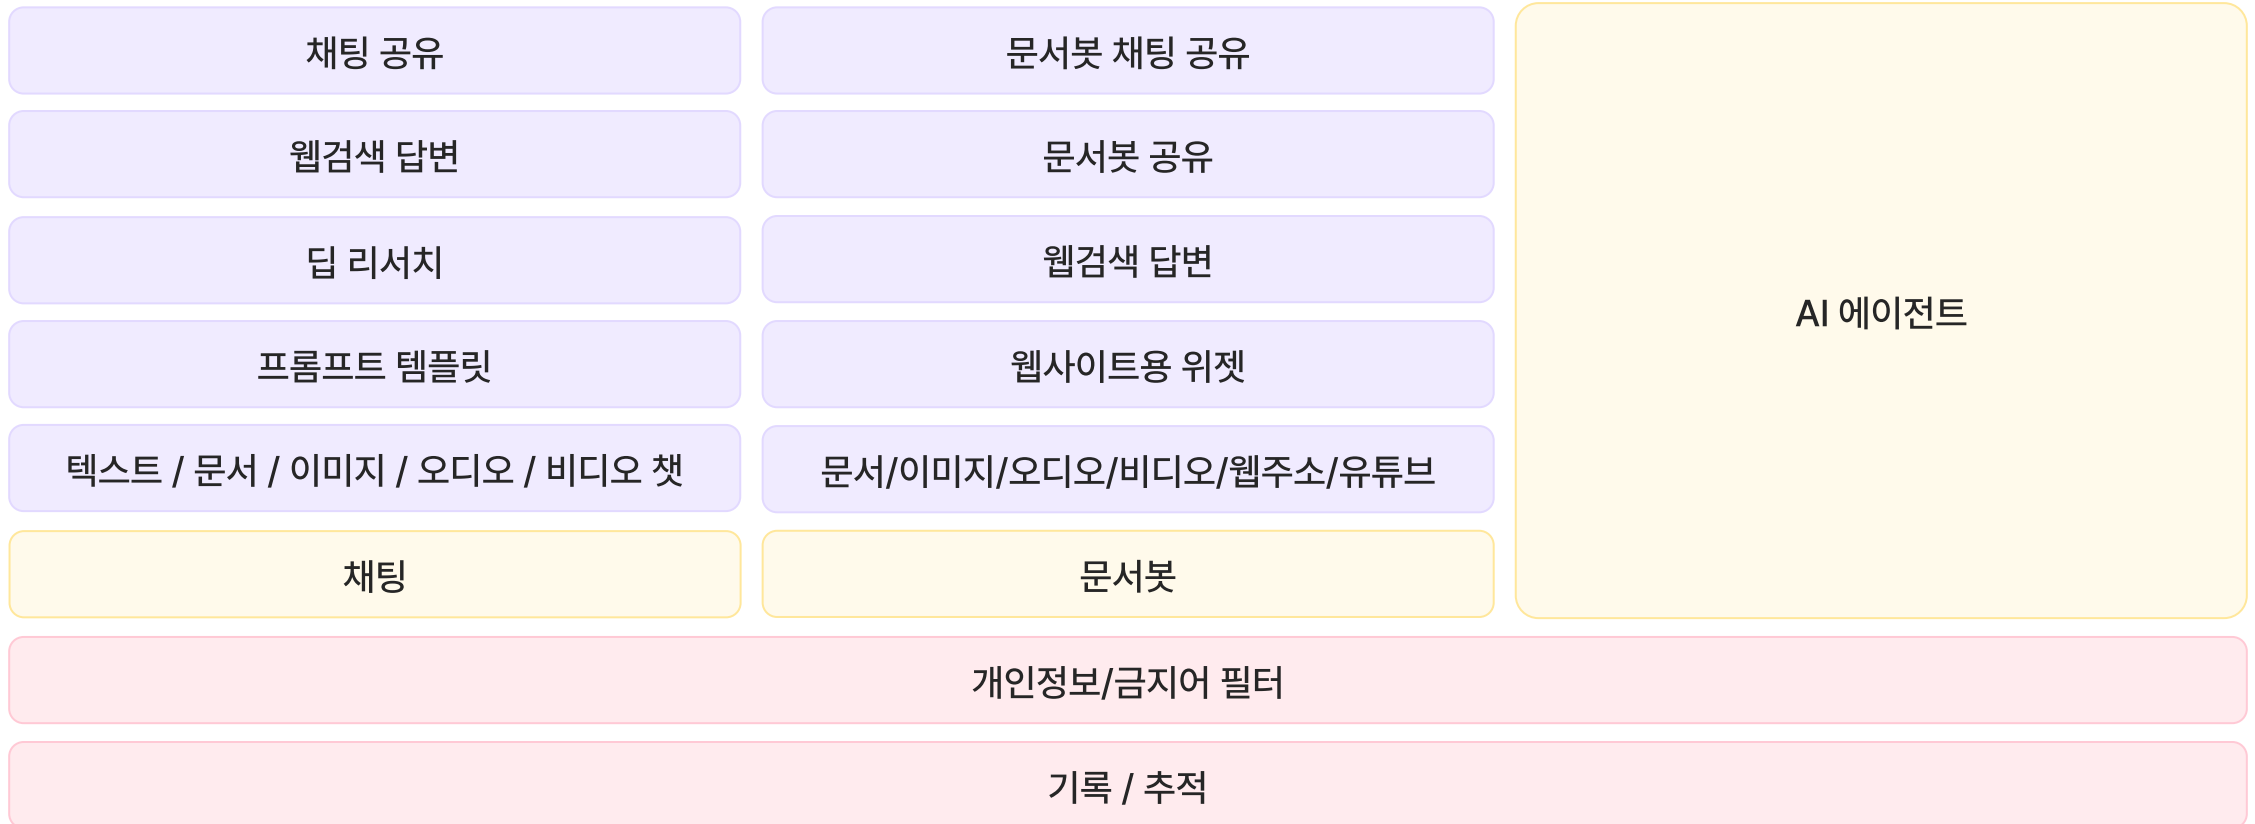 채팅 공유
웹검색 답변
딥 리서치
프롬프트 템플릿
텍스트 / 문서 / 이미지 / 오디오 / 비디오 챗
채팅
문서봇 채팅 공유
문서봇 공유
웹검색 답변
웹사이트용 위젯
문서/이미지/오디오/비디오/웹주소/유튜브
문서봇
AI 에이전트
개인정보/금지어 필터
기록 / 추적